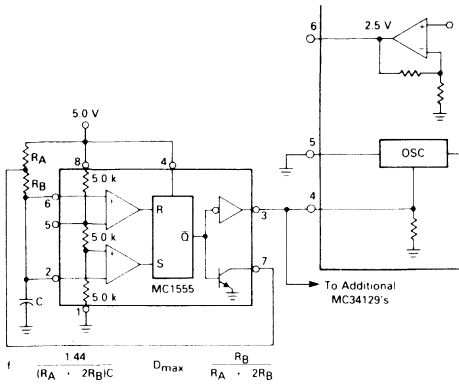 6
2.5 V
+
-
5.0 V
RA
8
4
5
OSC
RB
5.0 k
6
+
R
4
5
5.0 k
Q̄
3
+
S
2
7
MC1555
C
5.0 k
To Additional
MC34129's
1
f 1.44 / (RA + 2RB)C
Dmax RB / RA + 2RB